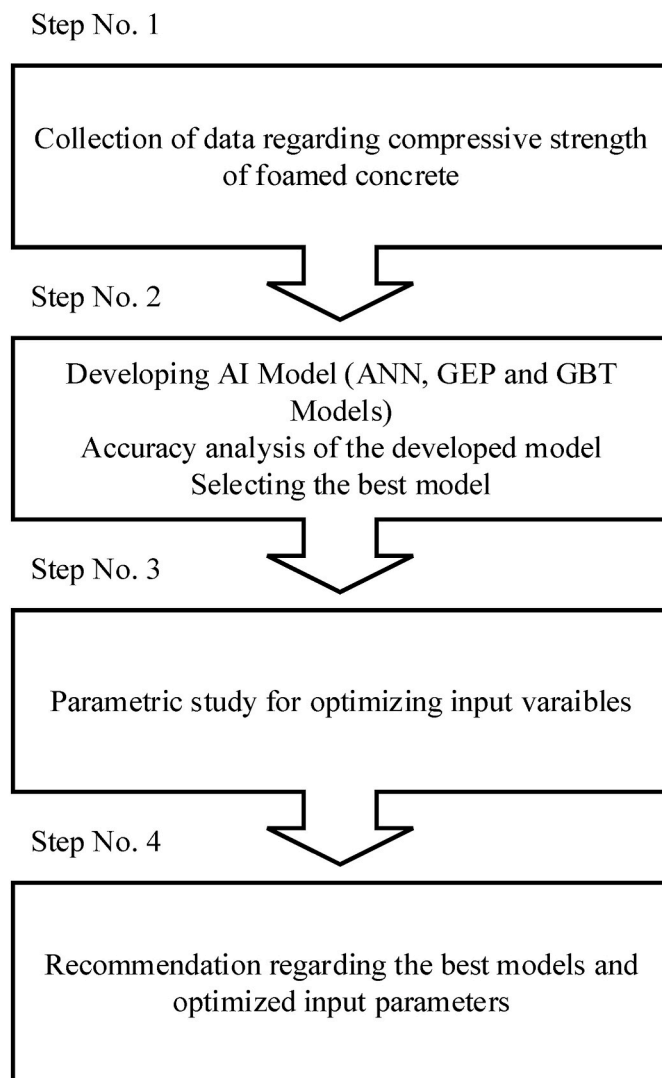 Step No. 1
Collection of data regarding compressive strength
of foamed concrete
Step No. 2
Developing AI Model (ANN, GEP and GBT
Models)
Accuracy analysis of the developed model
Selecting the best model
Step No. 3
Parametric study for optimizing input varaibles
Step No. 4
Recommendation regarding the best models and
optimized input parameters